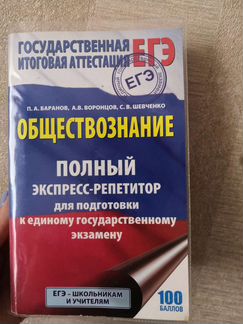 ГОСУДАРСТВЕННАЯ
ИТОГОВАЯ АТТЕСТАЦИЯ ЕГЭ
ЕГЭ
П. А. БАРАНОВ, А.В. ВОРОНЦОВ, С. В. ШЕВЧЕНКО
ОБЩЕСТВОЗНАНИЕ
ПОЛНЫЙ
ЭКСПРЕСС-РЕПЕТИТОР
для подготовки
к единому государственному
экзамену
ЕГЭ – ШКОЛЬНИКАМ
И УЧИТЕЛЯМ
100
БАЛЛОВ